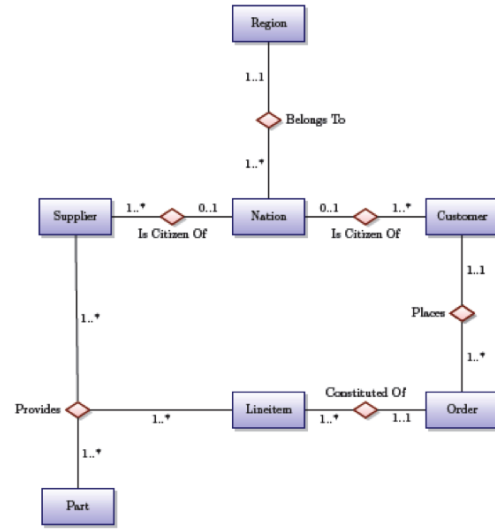 Region
1..1
Belongs To
1..*
Supplier
1..*
0..1
Nation
0..1
1..*
Customer
Is Citizen Of
Is Citizen Of
1..1
1..*
Places
1..*
Constituted Of
Provides
1..*
Lineitem
1..*
1..1
Order
1..*
Part